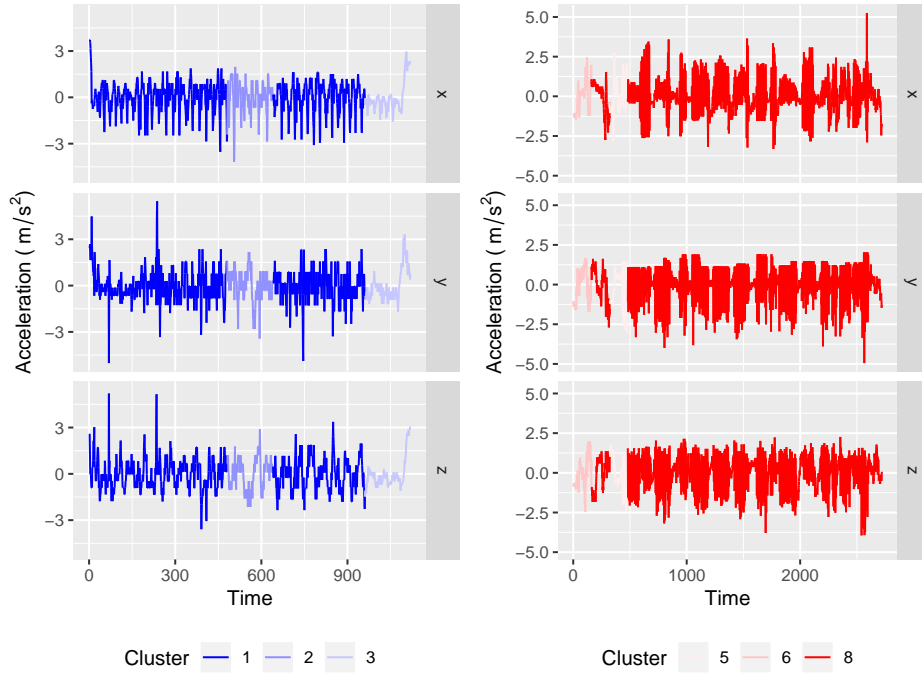 Acceleration ( m/s²)
3
0
−3
x
3
0
−3
y
3
0
−3
z
0 300 600 900
Time
Cluster 1 2 3
Acceleration ( m/s²)
5.0
2.5
0.0
−2.5
−5.0
x
5.0
2.5
0.0
−2.5
−5.0
y
5.0
2.5
0.0
−2.5
−5.0
z
0 1000 2000
Time
Cluster 5 6 8